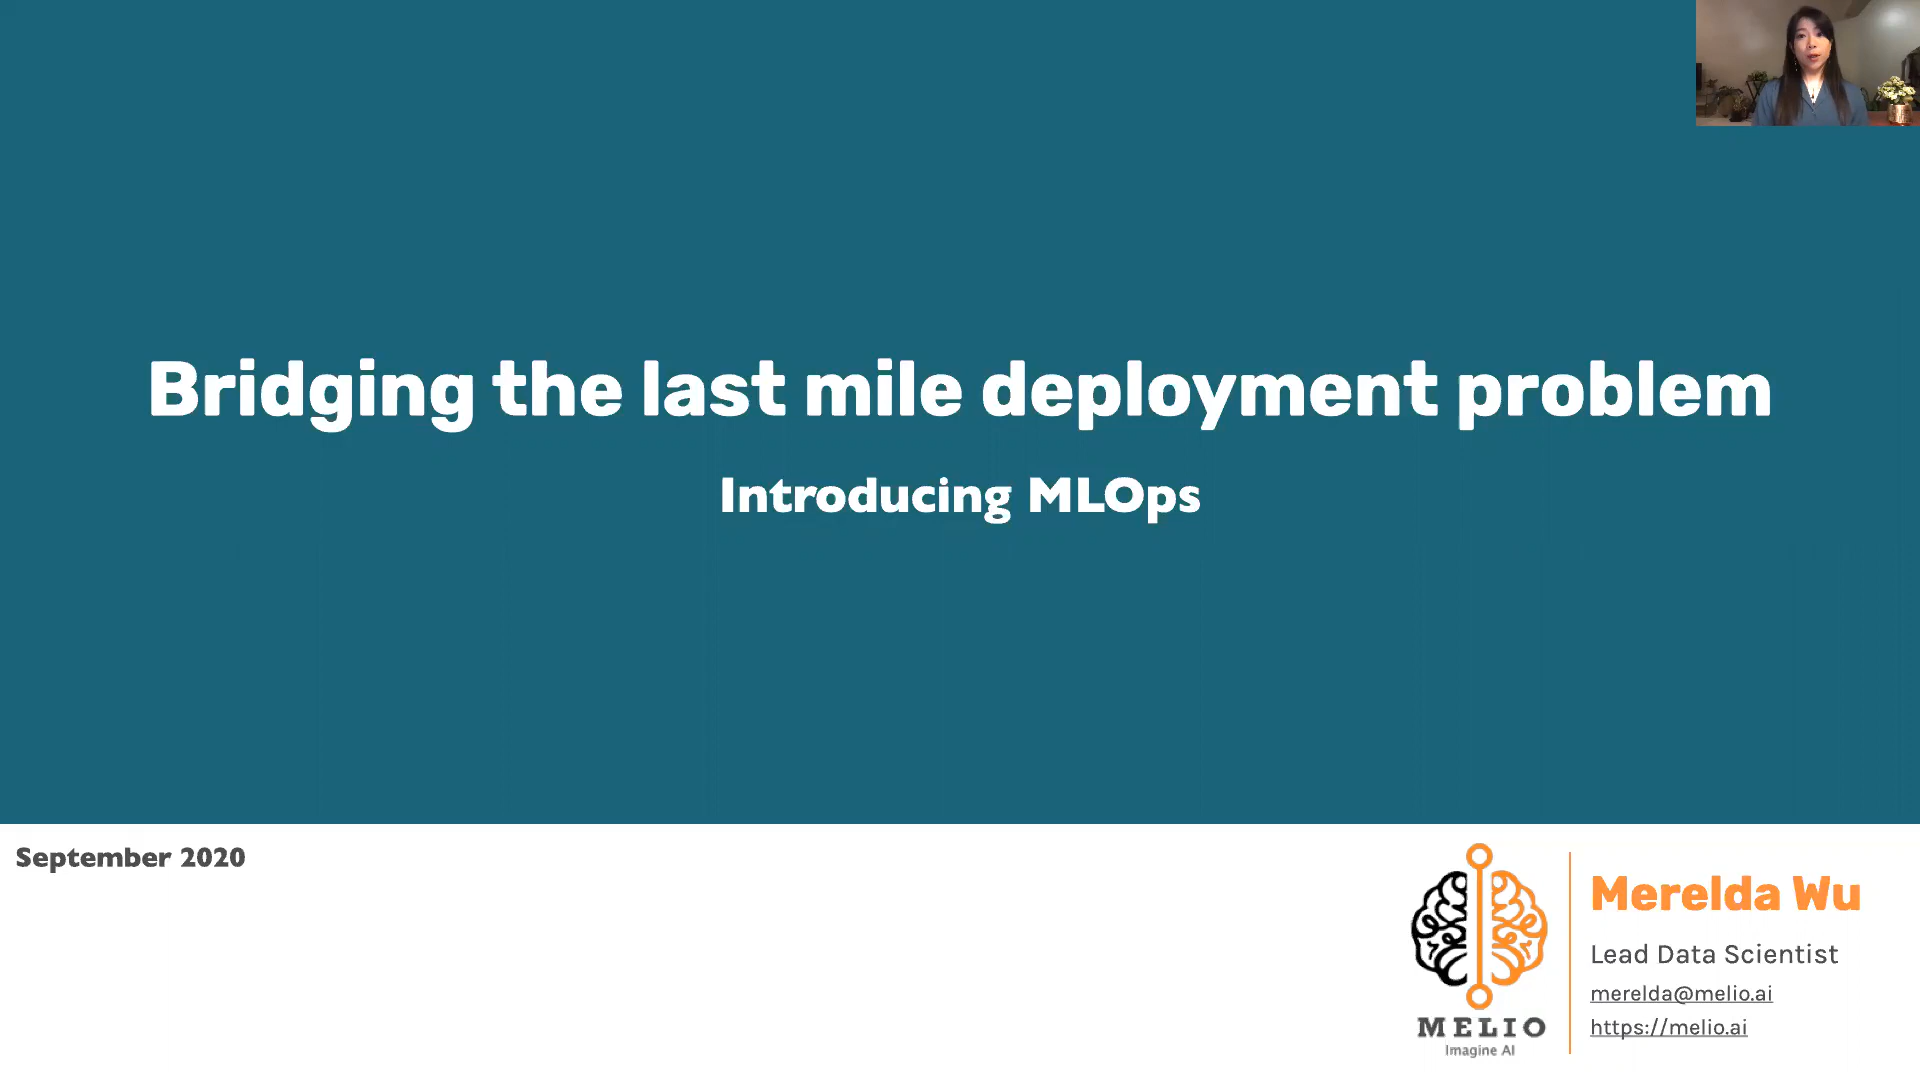 Bridging the last mile deployment problem
Introducing MLOps
September 2020
MELIO
Imagine AI
Merelda Wu
Lead Data Scientist
merelda@melio.ai
https://melio.ai